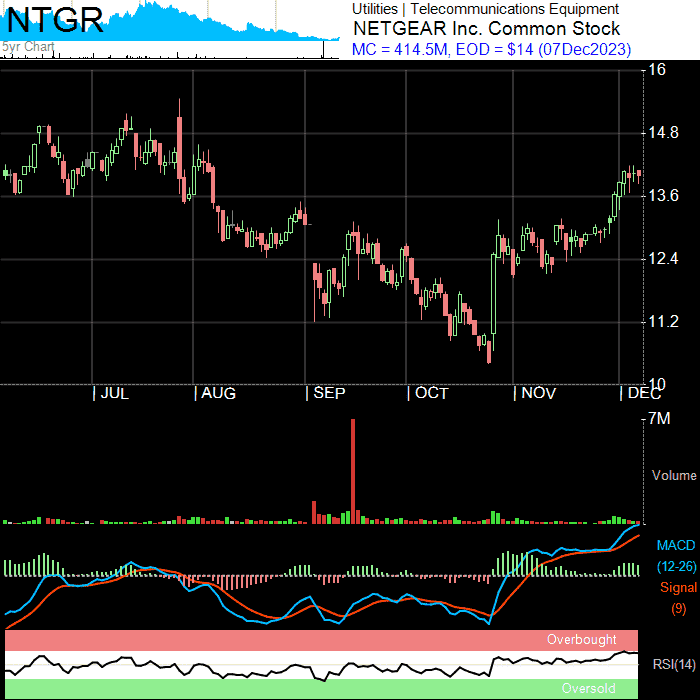 NTGR
5yr Chart
Utilities | Telecommunications Equipment
NETGEAR Inc. Common Stock
MC = 414.5M, EOD = $14 (07Dec2023)
16
14.8
13.6
12.4
11.2
10
| JUL | AUG | SEP | OCT | NOV | DEC
7M
Volume
MACD
(12-26)
Signal
(9)
Overbought
RSI(14)
Oversold